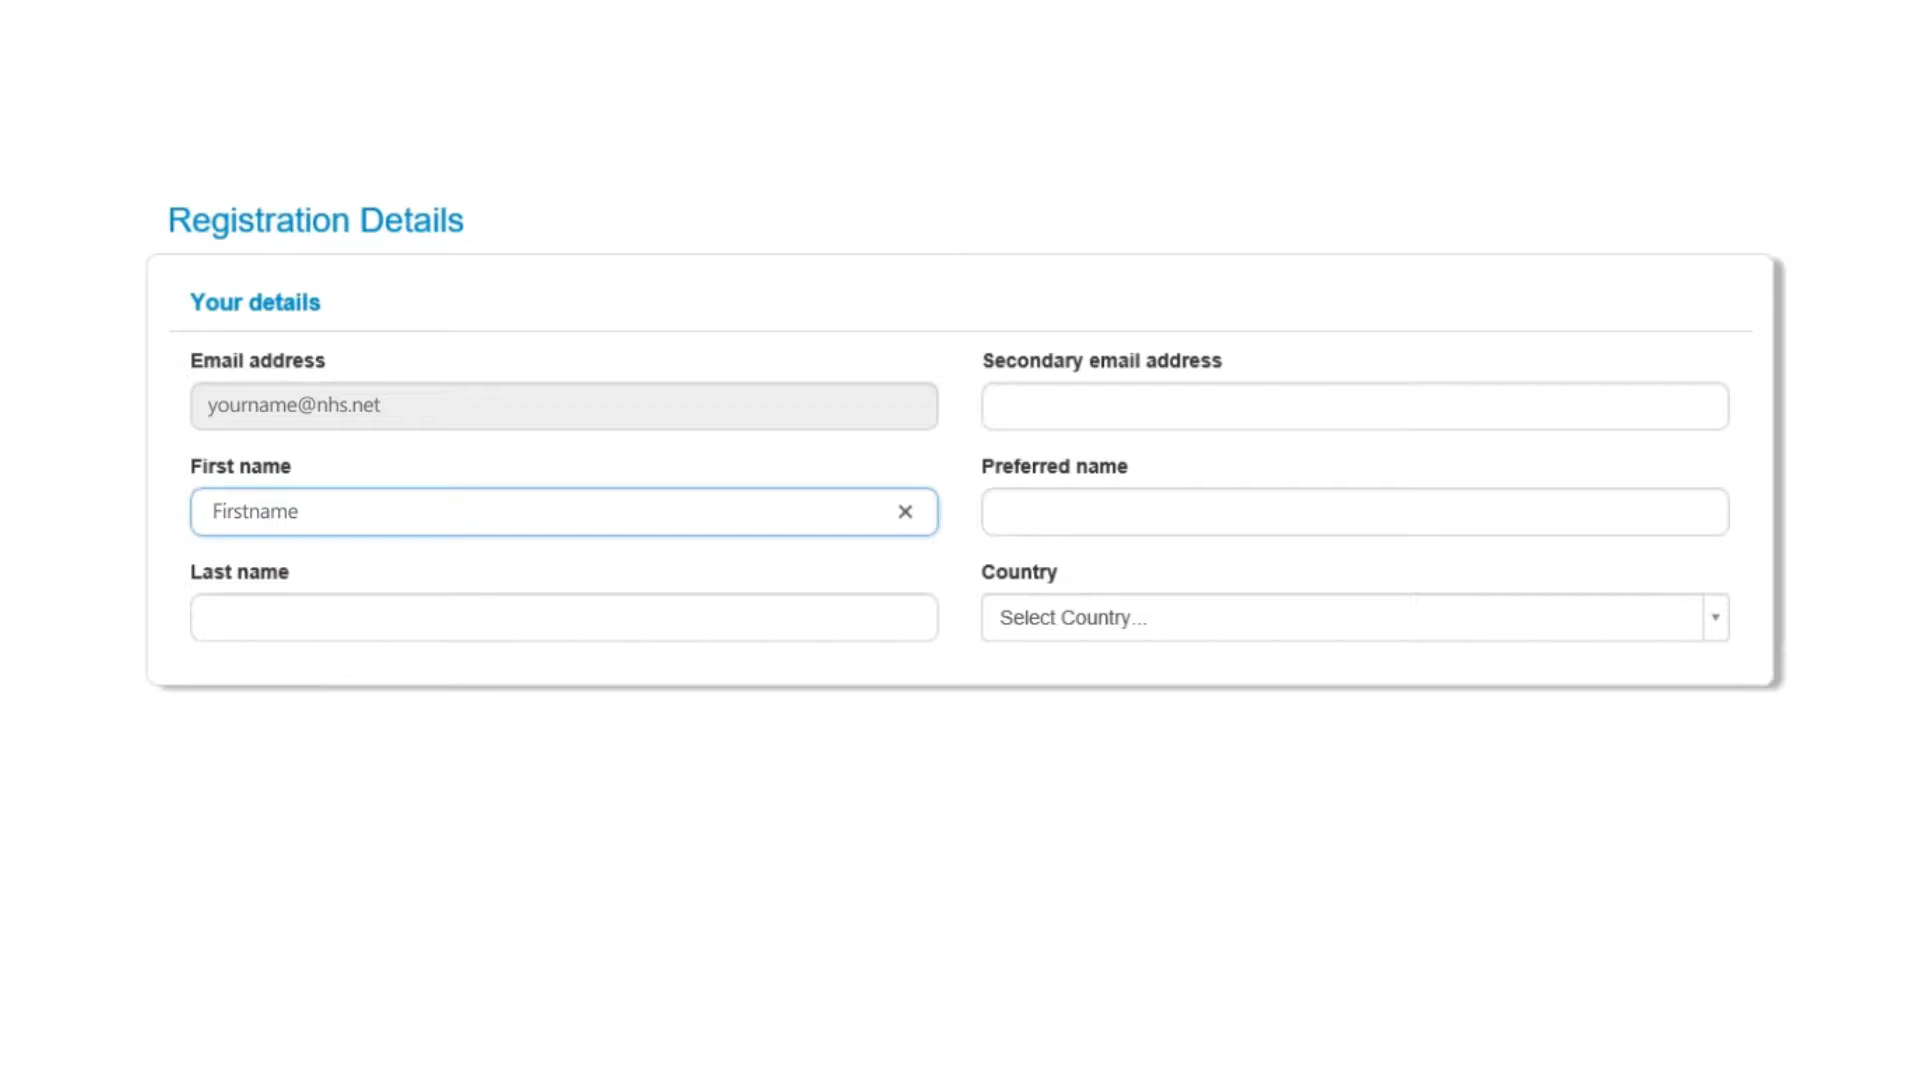 Registration Details
Your details
Email address
yourname@nhs.net
Secondary email address
First name
Firstname
Preferred name
Last name
Country
Select Country...